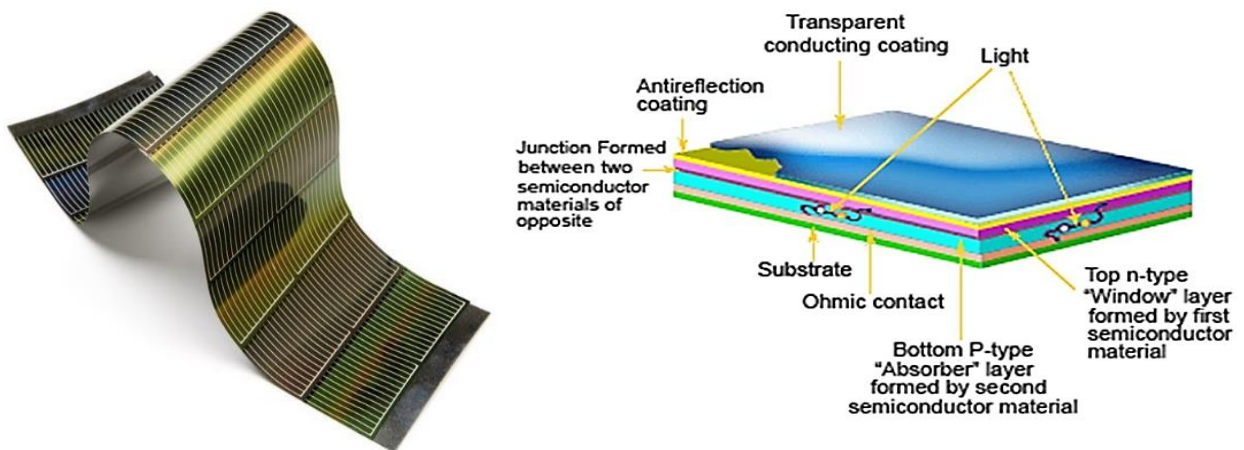 Transparent
conducting coating
Light
Antireflection
coating
Junction Formed
between two
semiconductor
materials of
opposite
Substrate
Ohmic contact
Bottom P-type
“Absorber” layer
formed by second
semiconductor material
Top n-type
“Window” layer
formed by first
semiconductor
material